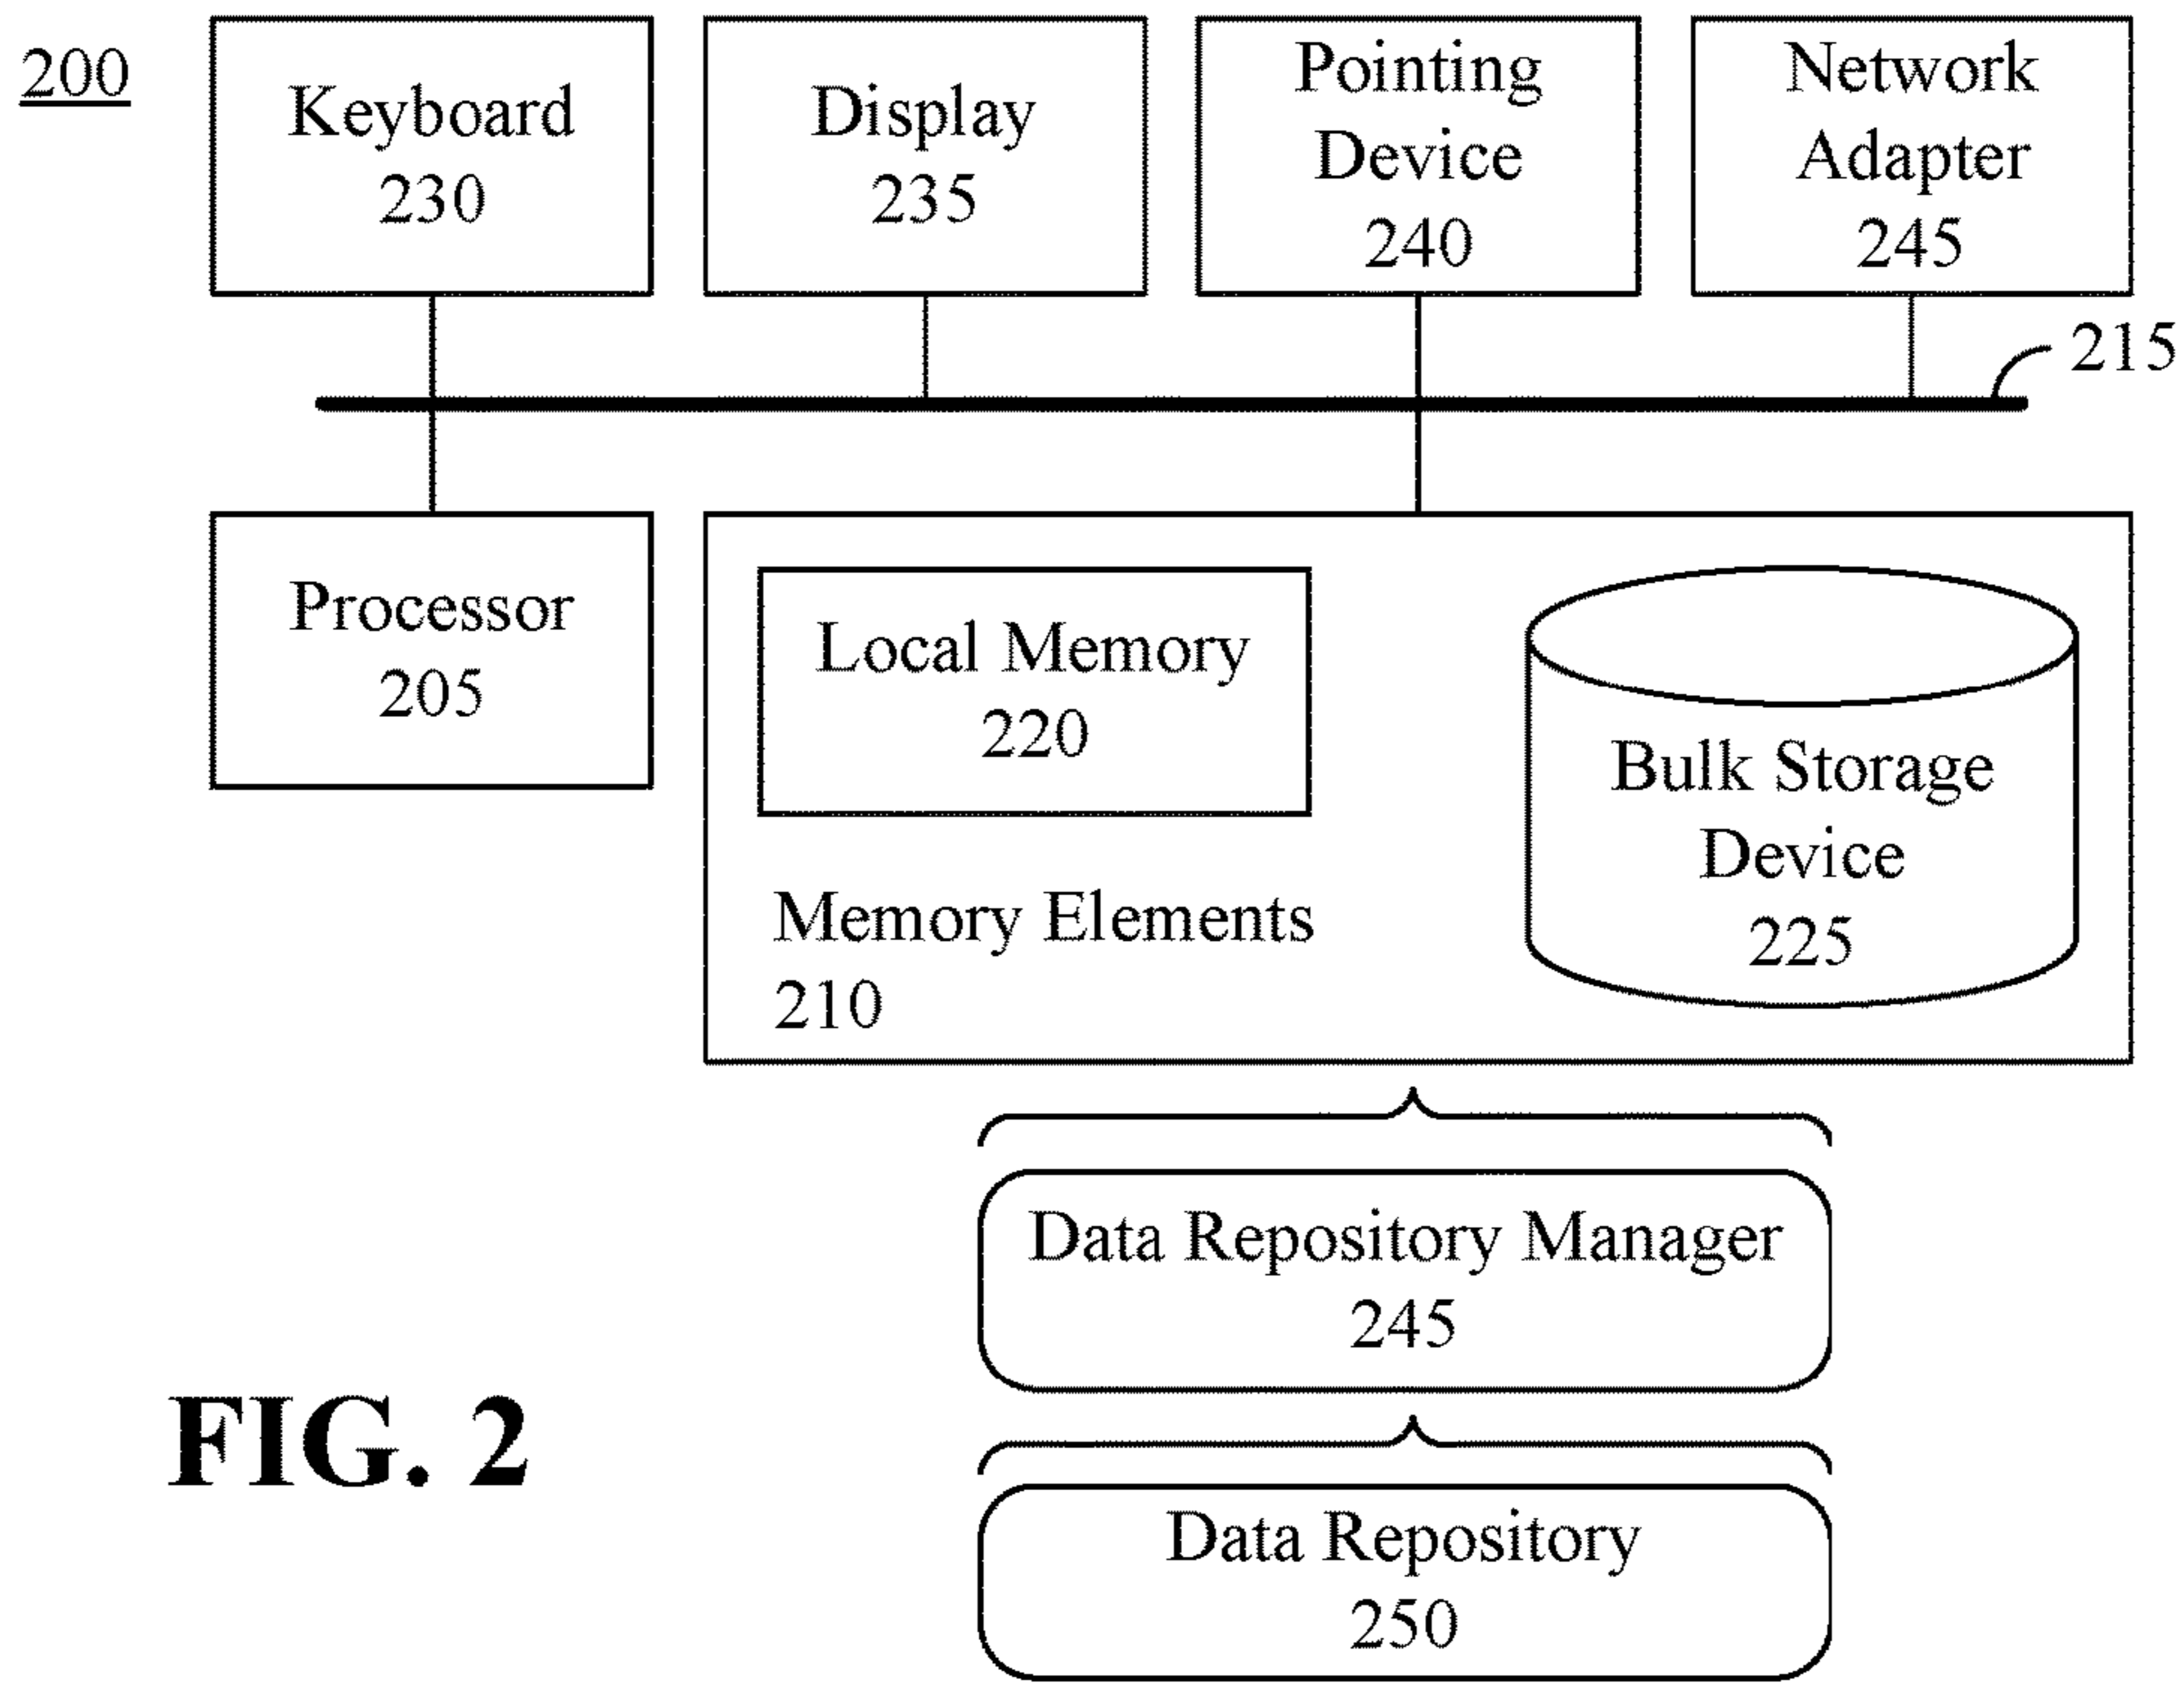 200
Keyboard
230
Display
235
Pointing
Device
240
Network
Adapter
245
215
Processor
205
Local Memory
220
Memory Elements
210
Bulk Storage
Device
225
Data Repository Manager
245
Data Repository
250
FIG. 2